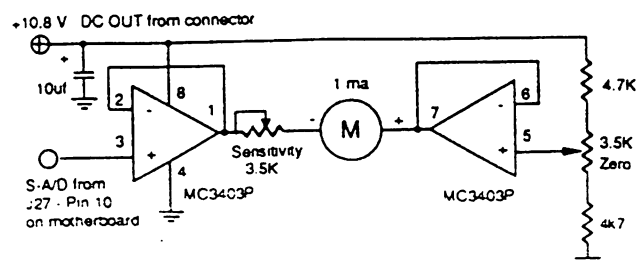 +10.8 V DC OUT from connector
+
10uf
2
-
8
1
3
+
4
Sensitivity
3.5K
MC3403P
S-A/D from
J27 - Pin 10
on motherboard
1 ma
-
M
+
7
-
6
+
5
MC3403P
4.7K
3.5K
Zero
4k7